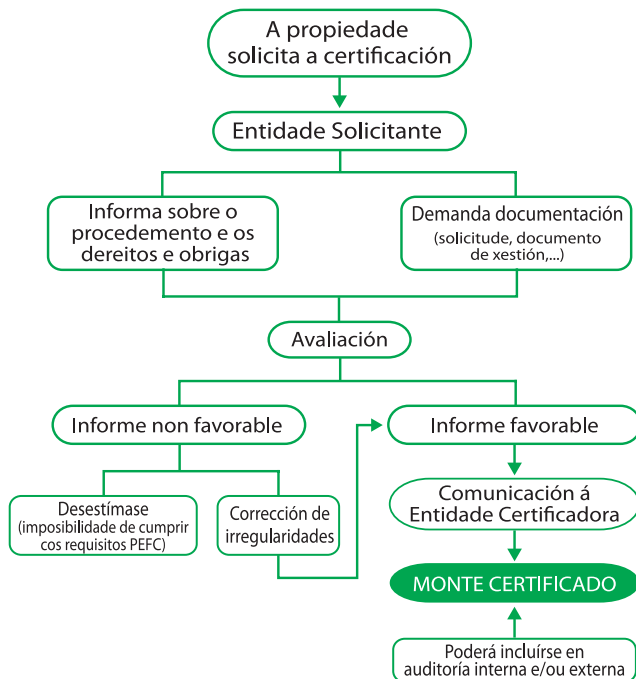 A propiedade
solicita a certificación
Entidade Solicitante
Informa sobre o
procedemento e os
dereitos e obrigas
Demanda documentación
(solicitude, documento
de xestión,...)
Avaliación
Informe non favorable
Informe favorable
Desestímase
(imposibilidade de cumprir
cos requisitos PEFC)
Corrección de
irregularidades
Comunicación á
Entidade Certificadora
MONTE CERTIFICADO
Poderá incluírse en
auditoría interna e/ou externa